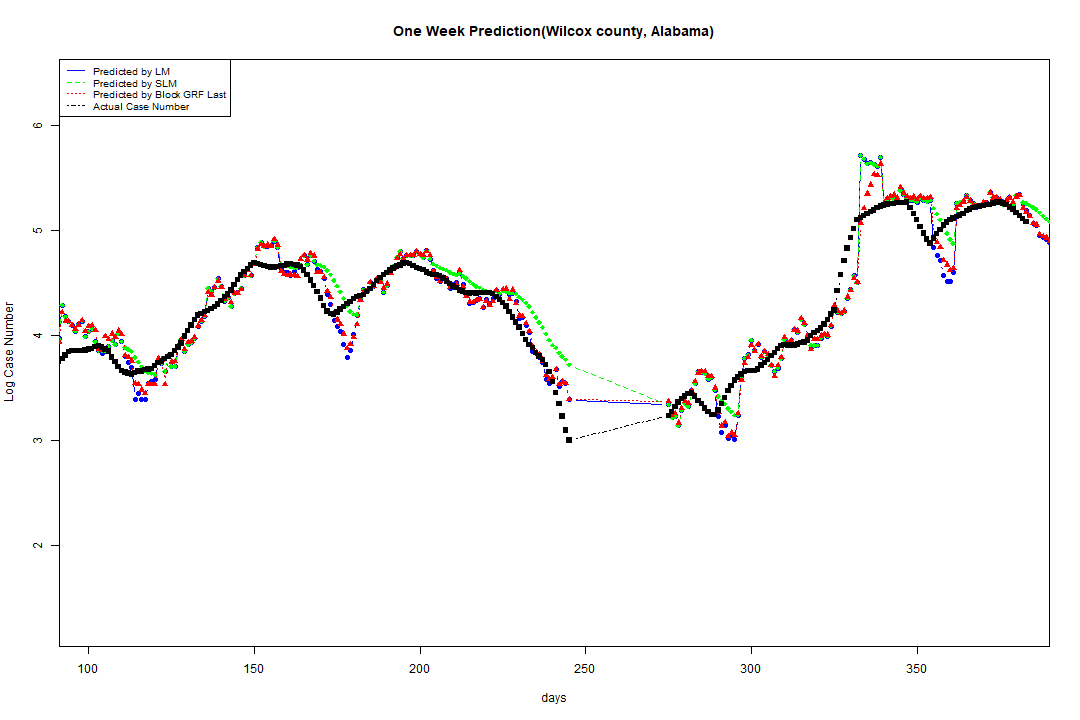 One Week Prediction(Wilcox county, Alabama)
Predicted by LM
Predicted by SLM
Predicted by Block GRF Last
Actual Case Number
6
5
4
3
2
Log Case Number
100 150 200 250 300 350
days